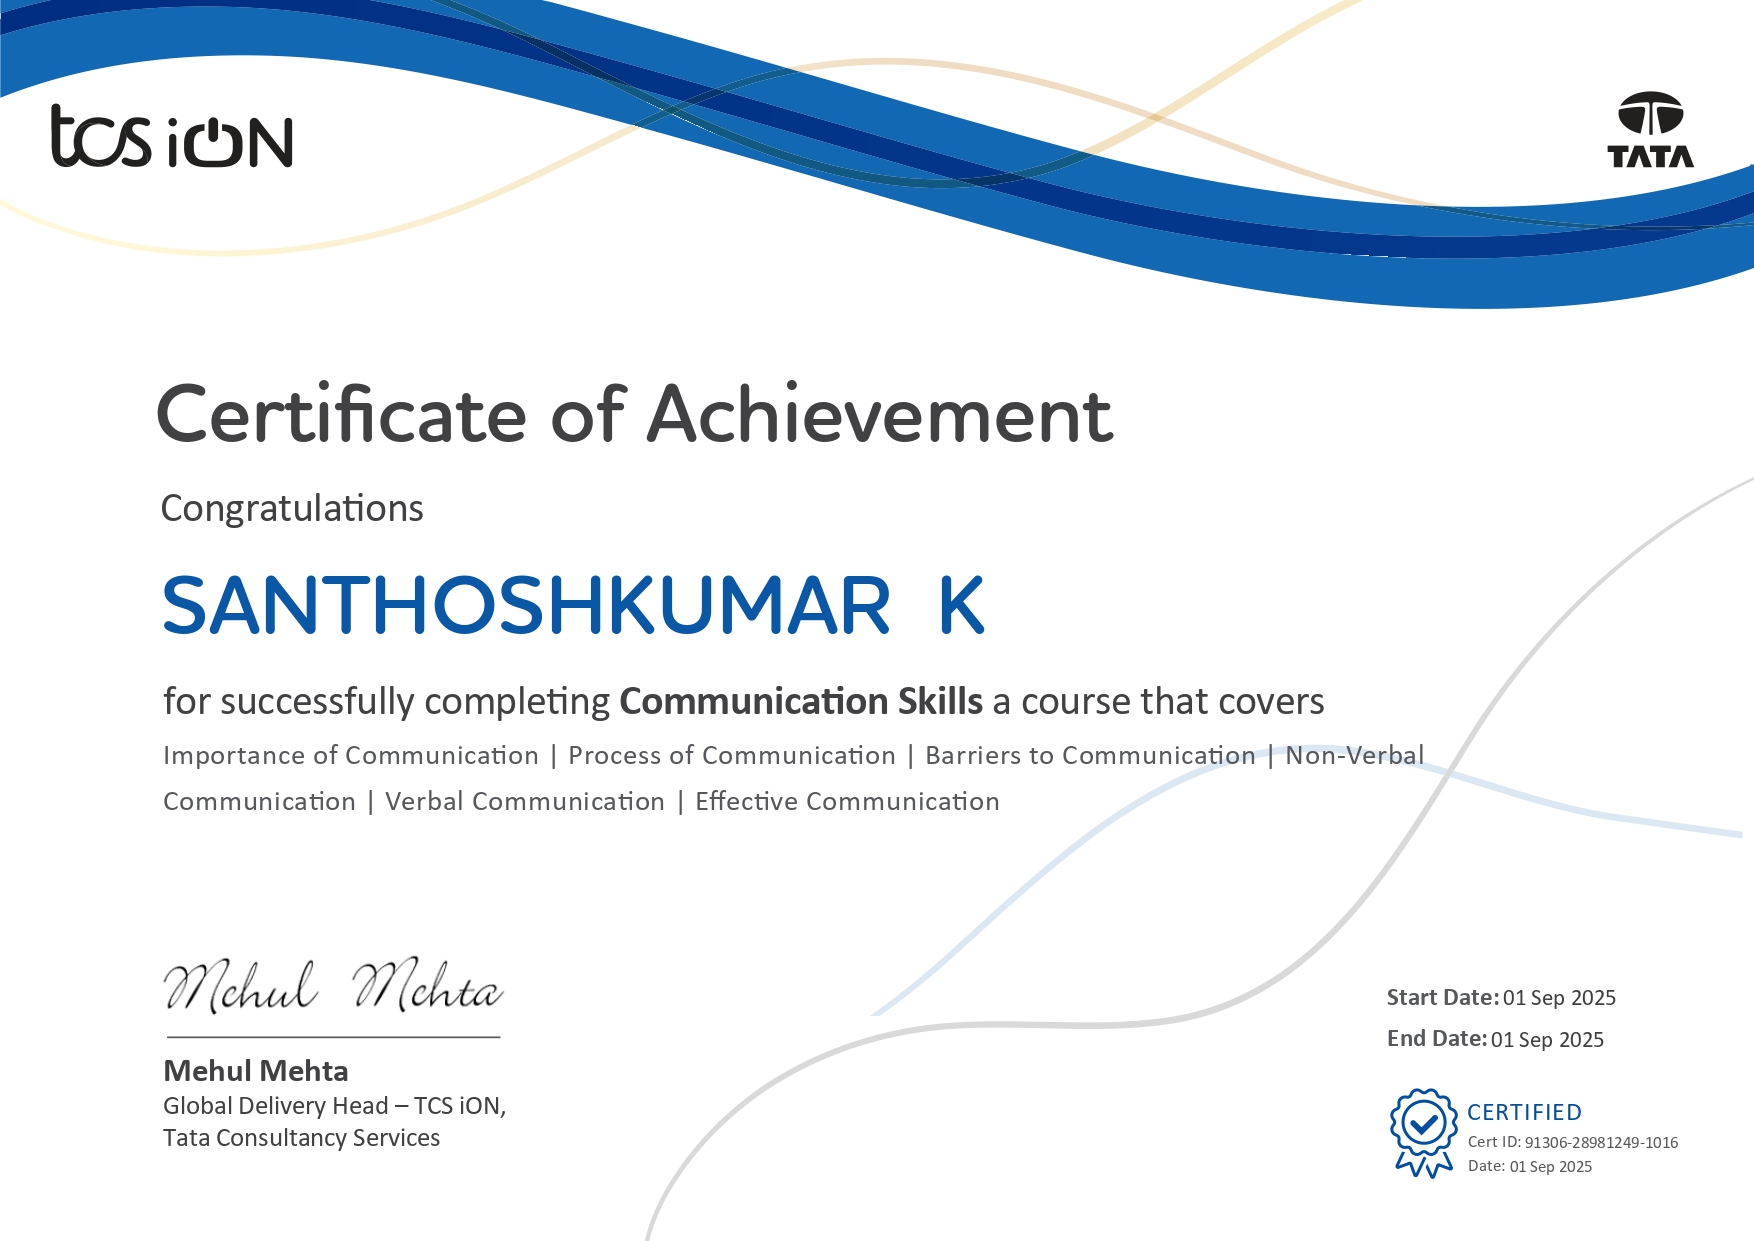 tcs iON
TATA
Certificate of Achievement
Congratulations
SANTHOSHKUMAR K
for successfully completing Communication Skills a course that covers
Importance of Communication | Process of Communication | Barriers to Communication | Non-Verbal
Communication | Verbal Communication | Effective Communication
Mehul Mehta
Mehul Mehta
Global Delivery Head – TCS iON,
Tata Consultancy Services
Start Date: 01 Sep 2025
End Date: 01 Sep 2025
CERTIFIED
Cert ID: 91306-28981249-1016
Date: 01 Sep 2025